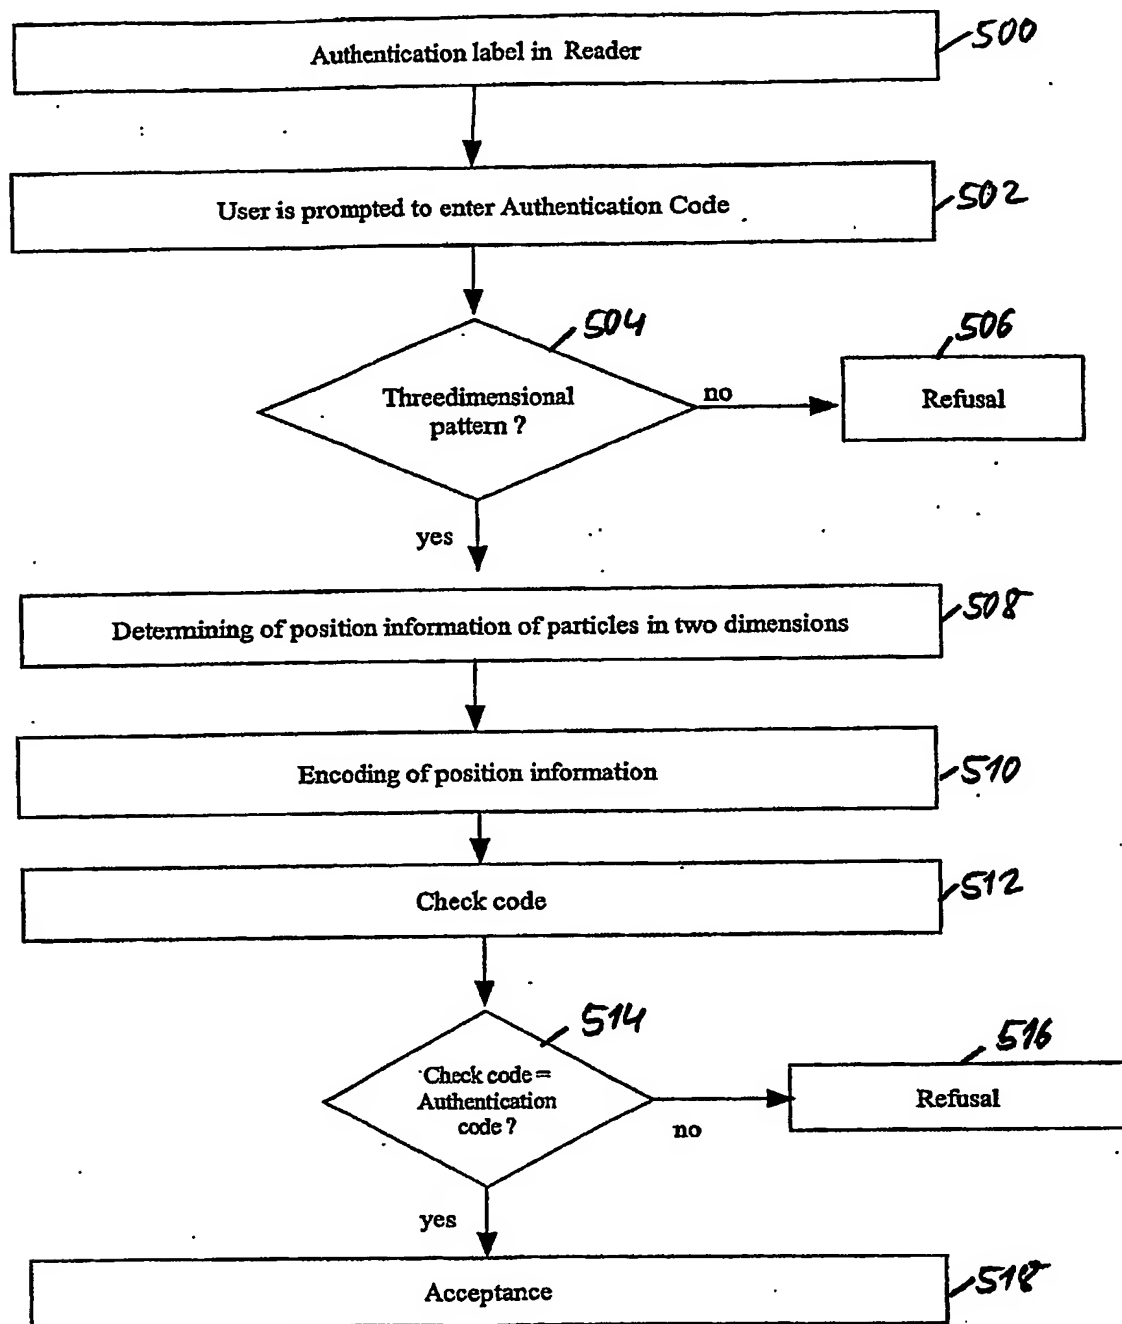 Authentication label in Reader
500
User is prompted to enter Authentication Code
502
504
Threedimensional
pattern ?
no
506
Refusal
yes
Determining of position information of particles in two dimensions
508
Encoding of position information
510
Check code
512
514
Check code =
Authentication
code ?
no
516
Refusal
yes
Acceptance
518